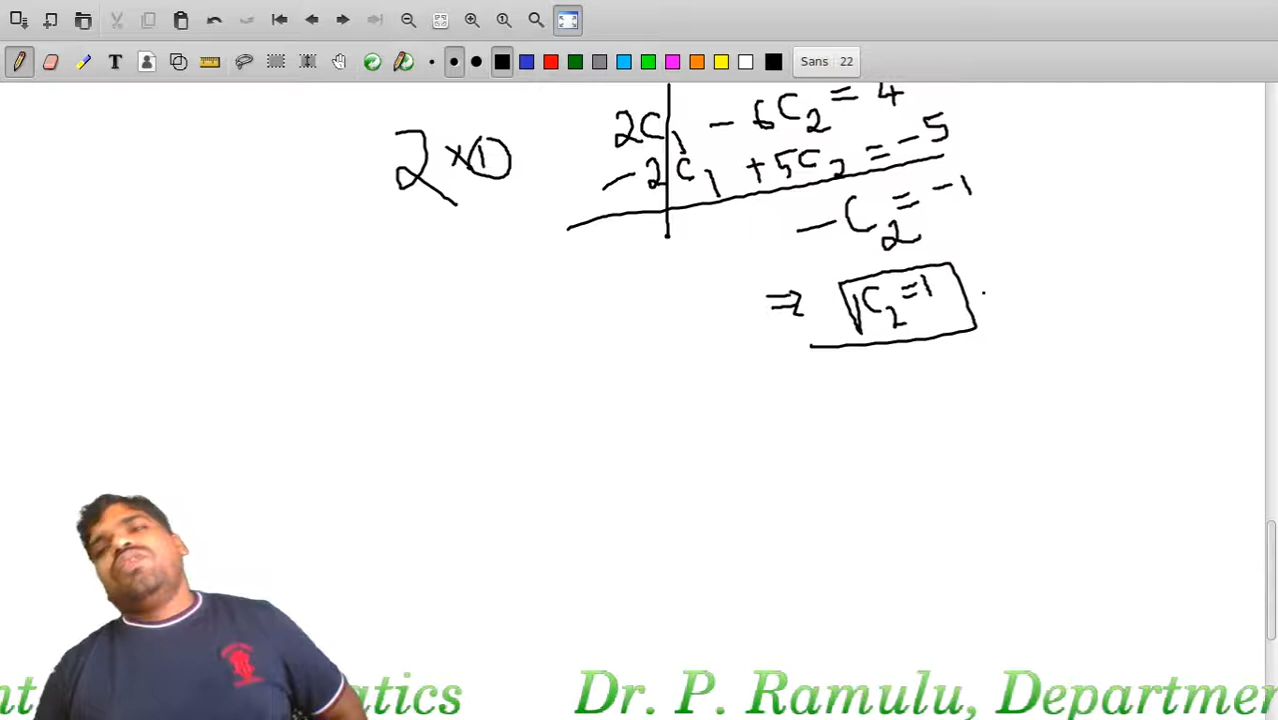 Sans 22
2C₁ - 6C₂ = 4
2 × ①
-2C₁ + 5C₂ = -5
-C₂ = -1
⇒ C₂ = 1
atics Dr. P. Ramulu, Departmen